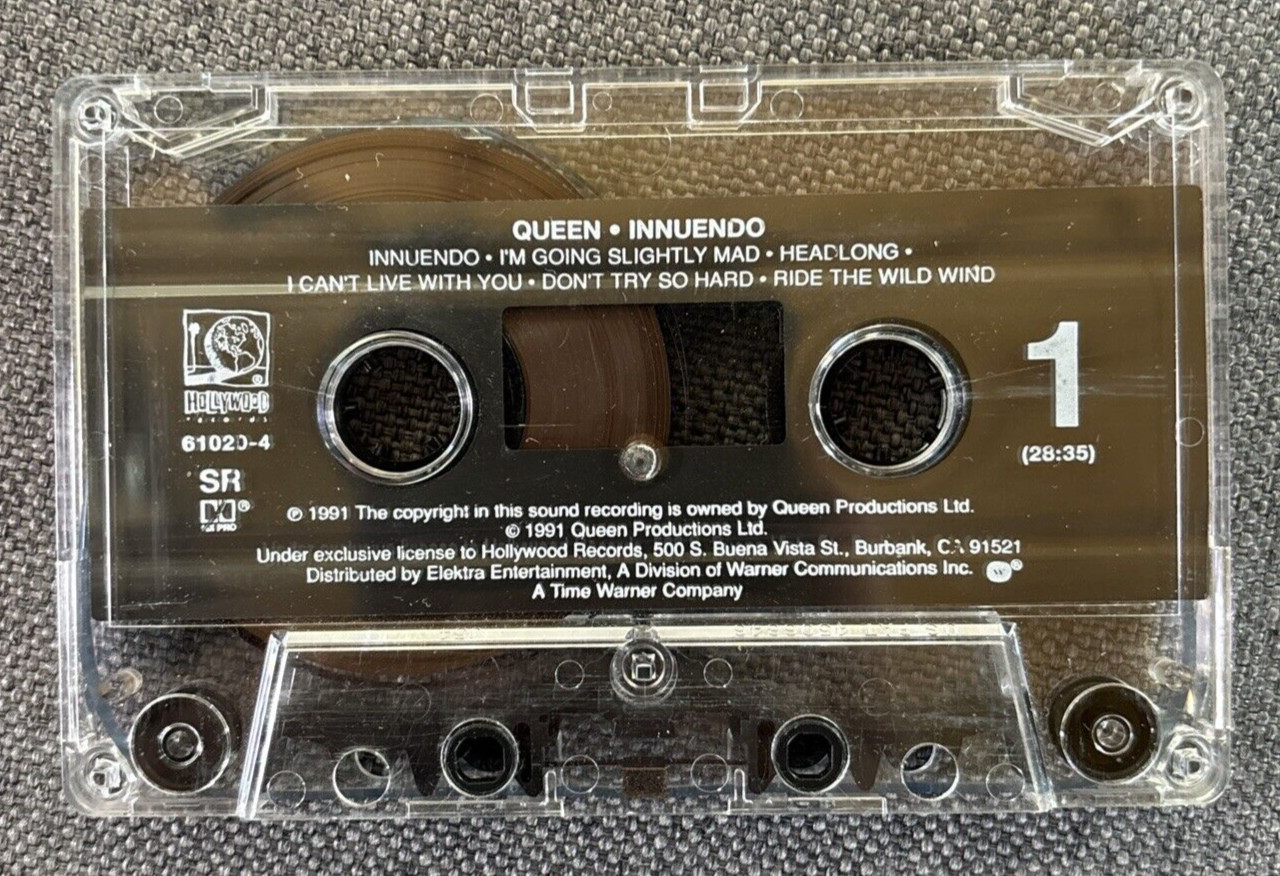 QUEEN • INNUENDO
INNUENDO • I'M GOING SLIGHTLY MAD • HEADLONG •
I CAN'T LIVE WITH YOU • DON'T TRY SO HARD • RIDE THE WILD WIND
HOLLYWOOD
records
61020-4
SR
HX PRO
1
(28:35)
℗ 1991 The copyright in this sound recording is owned by Queen Productions Ltd.
© 1991 Queen Productions Ltd.
Under exclusive license to Hollywood Records, 500 S. Buena Vista St., Burbank, CA 91521
Distributed by Elektra Entertainment, A Division of Warner Communications Inc. W®
A Time Warner Company